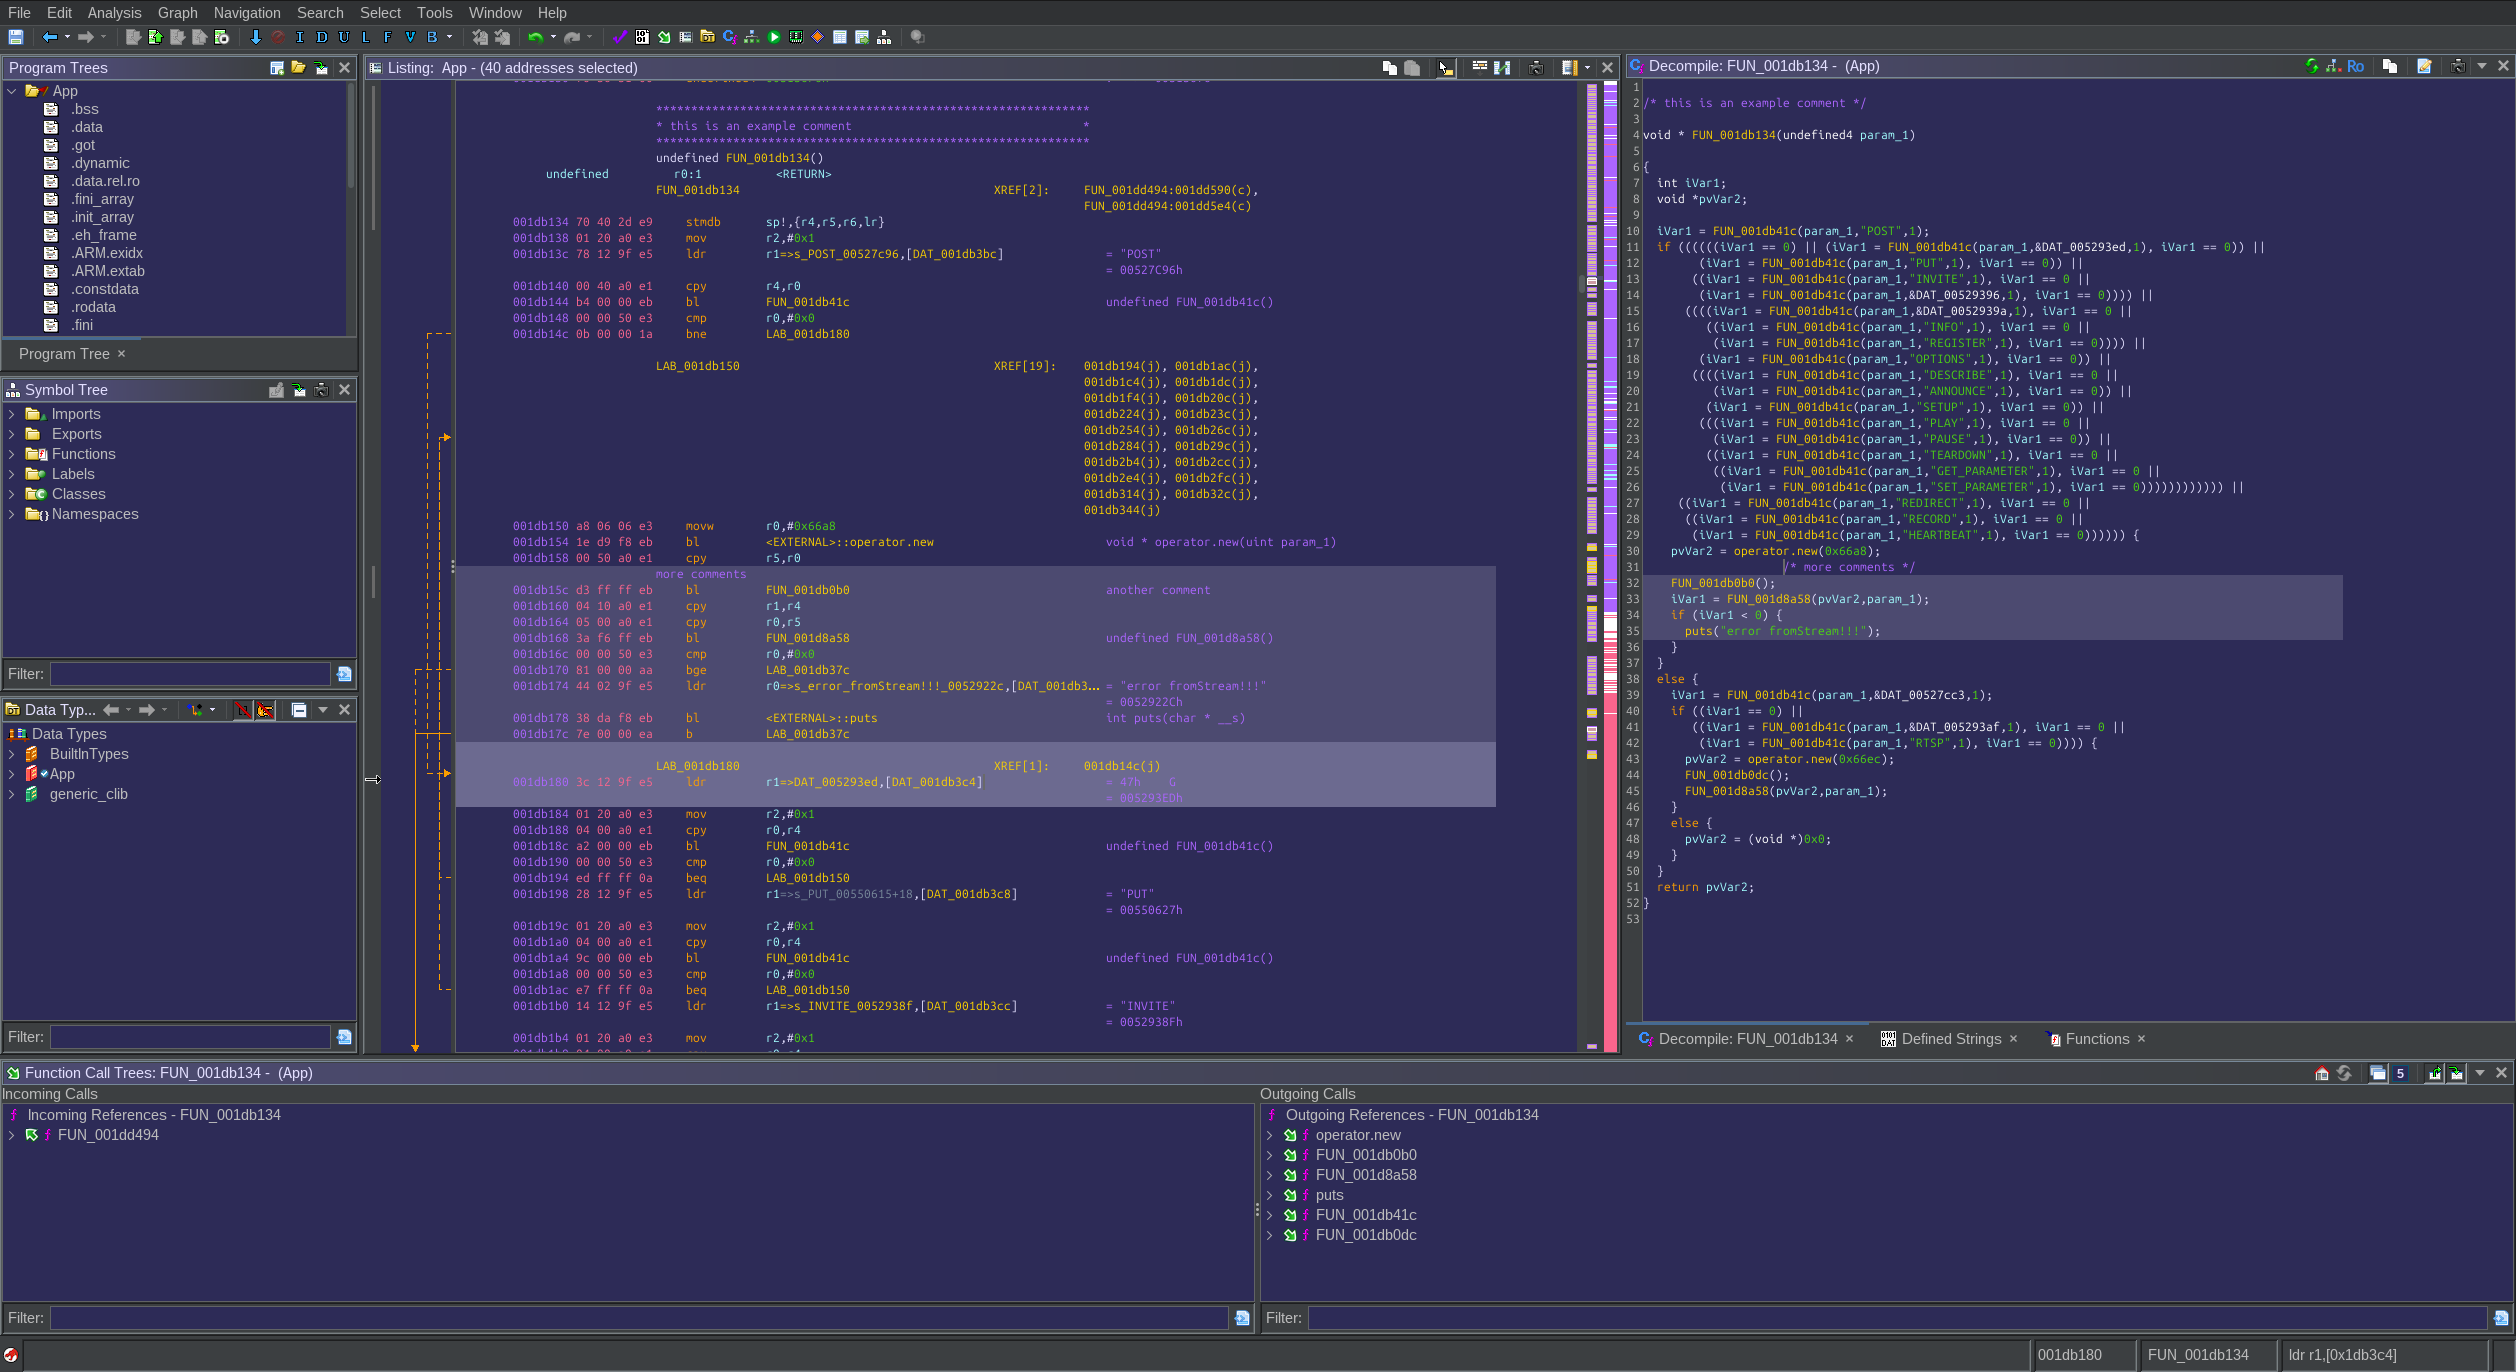 File Edit Analysis Graph Navigation Search Select Tools Window Help
I D U L F V B
Program Trees
App
.bss
.data
.got
.dynamic
.data.rel.ro
.fini_array
.init_array
.eh_frame
.ARM.exidx
.ARM.extab
.constdata
.rodata
.fini
Program Tree ×
Symbol Tree
Imports
Exports
Functions
Labels
Classes
Namespaces
Filter:
Data Typ...
Data Types
BuiltInTypes
App
generic_clib
Filter:
Listing: App - (40 addresses selected)
**************************************************************
* this is an example comment *
**************************************************************
undefined FUN_001db134()
undefined r0:1 <RETURN>
FUN_001db134 XREF[2]: FUN_001dd494:001dd590(c),
FUN_001dd494:001dd5e4(c)
001db134 70 40 2d e9 stmdb sp!,{r4,r5,r6,lr}
001db138 01 20 a0 e3 mov r2,#0x1
001db13c 78 12 9f e5 ldr r1=>s_POST_00527c96,[DAT_001db3bc] = "POST"
= 00527C96h
001db140 00 40 a0 e1 cpy r4,r0
001db144 b4 00 00 eb bl FUN_001db41c undefined FUN_001db41c()
001db148 00 00 50 e3 cmp r0,#0x0
001db14c 0b 00 00 1a bne LAB_001db180
LAB_001db150 XREF[19]: 001db194(j), 001db1ac(j),
001db1c4(j), 001db1dc(j),
001db1f4(j), 001db20c(j),
001db224(j), 001db23c(j),
001db254(j), 001db26c(j),
001db284(j), 001db29c(j),
001db2b4(j), 001db2cc(j),
001db2e4(j), 001db2fc(j),
001db314(j), 001db32c(j),
001db344(j)
001db150 a8 06 06 e3 movw r0,#0x66a8
001db154 1e d9 f8 eb bl <EXTERNAL>::operator.new void * operator.new(uint param_1)
001db158 00 50 a0 e1 cpy r5,r0
more comments
001db15c d3 ff ff eb bl FUN_001db0b0 another comment
001db160 04 10 a0 e1 cpy r1,r4
001db164 05 00 a0 e1 cpy r0,r5
001db168 3a f6 ff eb bl FUN_001d8a58 undefined FUN_001d8a58()
001db16c 00 00 50 e3 cmp r0,#0x0
001db170 81 00 00 aa bge LAB_001db37c
001db174 44 02 9f e5 ldr r0=>s_error_fromStream!!!_0052922c,[DAT_001db3... = "error fromStream!!!"
= 0052922Ch
001db178 38 da f8 eb bl <EXTERNAL>::puts int puts(char * __s)
001db17c 7e 00 00 ea b LAB_001db37c
LAB_001db180 XREF[1]: 001db14c(j)
001db180 3c 12 9f e5 ldr r1=>DAT_005293ed,[DAT_001db3c4] = 47h G
= 005293EDh
001db184 01 20 a0 e3 mov r2,#0x1
001db188 04 00 a0 e1 cpy r0,r4
001db18c a2 00 00 eb bl FUN_001db41c undefined FUN_001db41c()
001db190 00 00 50 e3 cmp r0,#0x0
001db194 ed ff ff 0a beq LAB_001db150
001db198 28 12 9f e5 ldr r1=>s_PUT_00550615+18,[DAT_001db3c8] = "PUT"
= 00550627h
001db19c 01 20 a0 e3 mov r2,#0x1
001db1a0 04 00 a0 e1 cpy r0,r4
001db1a4 9c 00 00 eb bl FUN_001db41c undefined FUN_001db41c()
001db1a8 00 00 50 e3 cmp r0,#0x0
001db1ac e7 ff ff 0a beq LAB_001db150
001db1b0 14 12 9f e5 ldr r1=>s_INVITE_0052938f,[DAT_001db3cc] = "INVITE"
= 0052938Fh
001db1b4 01 20 a0 e3 mov r2,#0x1
Decompile: FUN_001db134 - (App)
Ro
1
2 /* this is an example comment */
3
4 void * FUN_001db134(undefined4 param_1)
5
6 {
7 int iVar1;
8 void *pvVar2;
9
10 iVar1 = FUN_001db41c(param_1,"POST",1);
11 if ((((((iVar1 == 0) || (iVar1 = FUN_001db41c(param_1,&DAT_005293ed,1), iVar1 == 0)) ||
12 (iVar1 = FUN_001db41c(param_1,"PUT",1), iVar1 == 0)) ||
13 ((iVar1 = FUN_001db41c(param_1,"INVITE",1), iVar1 == 0 ||
14 (iVar1 = FUN_001db41c(param_1,&DAT_00529396,1), iVar1 == 0)))) ||
15 ((((iVar1 = FUN_001db41c(param_1,&DAT_0052939a,1), iVar1 == 0 ||
16 ((iVar1 = FUN_001db41c(param_1,"INFO",1), iVar1 == 0 ||
17 (iVar1 = FUN_001db41c(param_1,"REGISTER",1), iVar1 == 0)))) ||
18 (iVar1 = FUN_001db41c(param_1,"OPTIONS",1), iVar1 == 0)) ||
19 ((((iVar1 = FUN_001db41c(param_1,"DESCRIBE",1), iVar1 == 0 ||
20 (iVar1 = FUN_001db41c(param_1,"ANNOUNCE",1), iVar1 == 0)) ||
21 (iVar1 = FUN_001db41c(param_1,"SETUP",1), iVar1 == 0)) ||
22 (((iVar1 = FUN_001db41c(param_1,"PLAY",1), iVar1 == 0 ||
23 (iVar1 = FUN_001db41c(param_1,"PAUSE",1), iVar1 == 0)) ||
24 ((iVar1 = FUN_001db41c(param_1,"TEARDOWN",1), iVar1 == 0 ||
25 ((iVar1 = FUN_001db41c(param_1,"GET_PARAMETER",1), iVar1 == 0 ||
26 (iVar1 = FUN_001db41c(param_1,"SET_PARAMETER",1), iVar1 == 0)))))))))))) ||
27 ((iVar1 = FUN_001db41c(param_1,"REDIRECT",1), iVar1 == 0 ||
28 ((iVar1 = FUN_001db41c(param_1,"RECORD",1), iVar1 == 0 ||
29 (iVar1 = FUN_001db41c(param_1,"HEARTBEAT",1), iVar1 == 0)))))) {
30 pvVar2 = operator.new(0x66a8);
31 /* more comments */
32 FUN_001db0b0();
33 iVar1 = FUN_001d8a58(pvVar2,param_1);
34 if (iVar1 < 0) {
35 puts("error fromStream!!!");
36 }
37 }
38 else {
39 iVar1 = FUN_001db41c(param_1,&DAT_00527cc3,1);
40 if ((iVar1 == 0) ||
41 ((iVar1 = FUN_001db41c(param_1,&DAT_005293af,1), iVar1 == 0 ||
42 (iVar1 = FUN_001db41c(param_1,"RTSP",1), iVar1 == 0)))) {
43 pvVar2 = operator.new(0x66ec);
44 FUN_001db0dc();
45 FUN_001d8a58(pvVar2,param_1);
46 }
47 else {
48 pvVar2 = (void *)0x0;
49 }
50 }
51 return pvVar2;
52 }
53
Decompile: FUN_001db134 × Defined Strings × Functions ×
Function Call Trees: FUN_001db134 - (App)
5
Incoming Calls
Incoming References - FUN_001db134
FUN_001dd494
Filter:
Outgoing Calls
Outgoing References - FUN_001db134
operator.new
FUN_001db0b0
FUN_001d8a58
puts
FUN_001db41c
FUN_001db0dc
Filter:
001db180 FUN_001db134 ldr r1,[0x1db3c4]